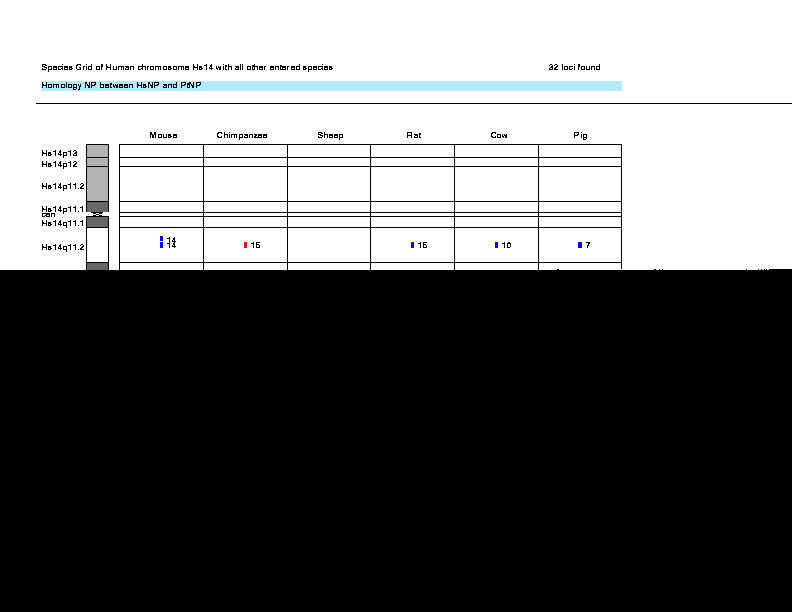 Species Grid of Human chromosome Hs14 with all other entered species 32 loci found
Homology NP between HsNP and PtNP
Mouse Chimpanzee Sheep Rat Cow Pig
Hs14p13
Hs14p12
Hs14p11.2
Hs14p11.1
cen
Hs14q11.1
14
Hs14q11.2 14 15 15 10 7